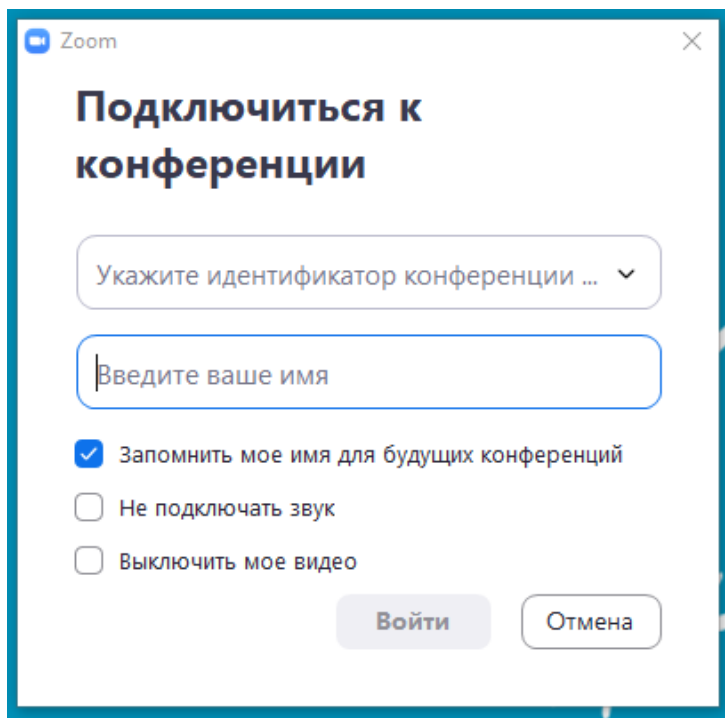 Zoom
Подключиться к
конференции
Укажите идентификатор конференции ...
Введите ваше имя
Запомнить мое имя для будущих конференций
Не подключать звук
Выключить мое видео
Войти Отмена